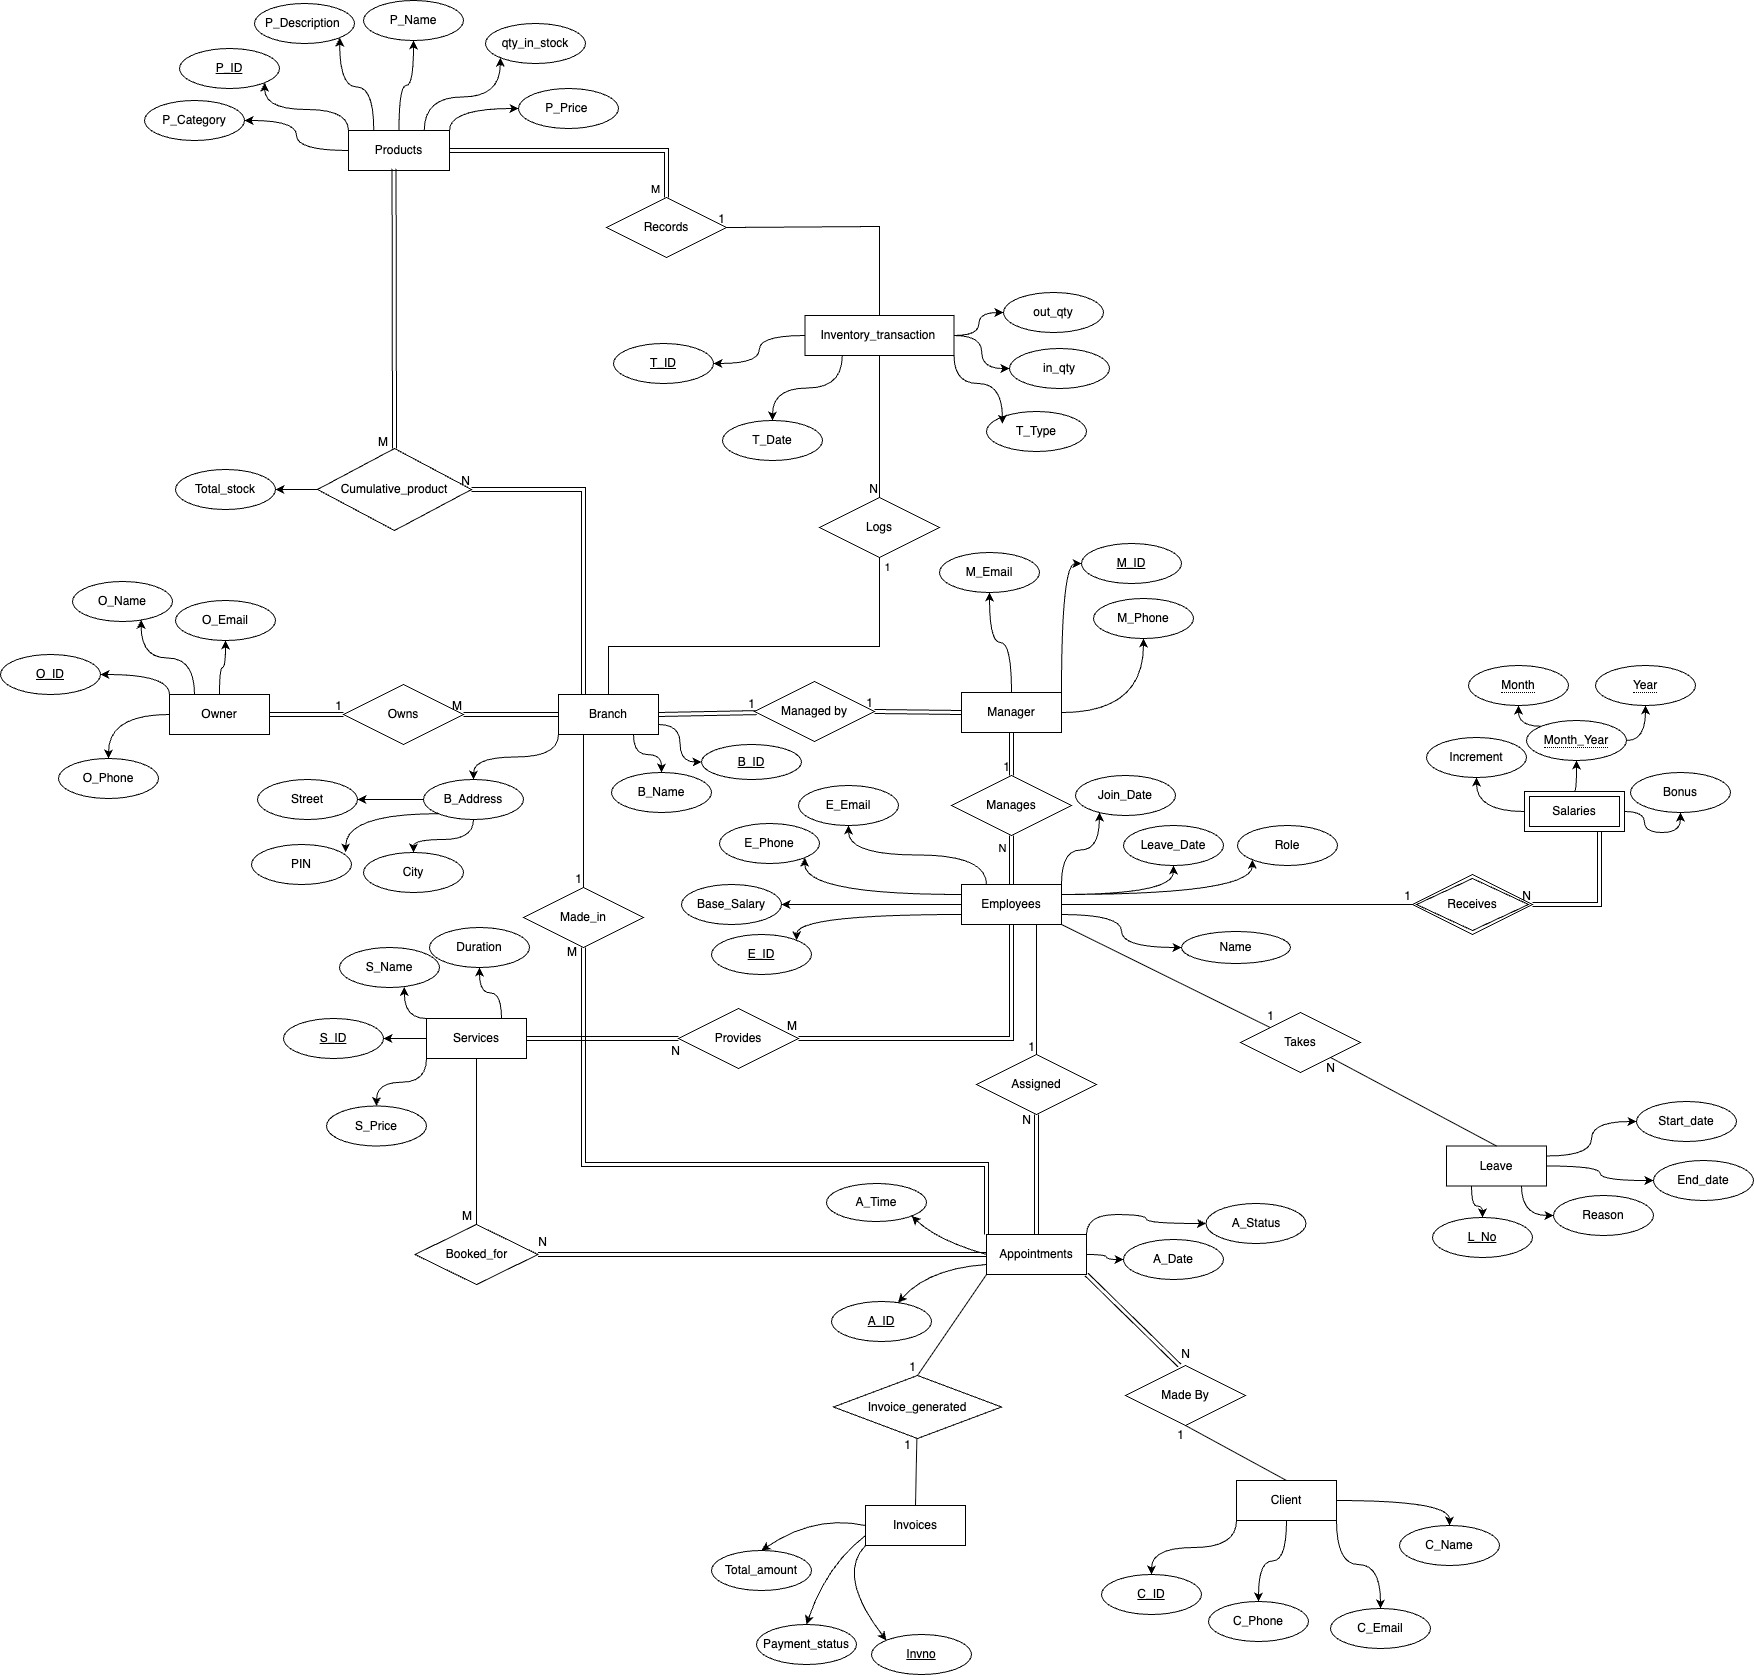 P_Description
P_Name
qty_in_stock
P_ID
P_Price
P_Category
Products
M
Records
1
out_qty
Inventory_transaction
T_ID
in_qty
T_Date
T_Type
M
Total_stock
Cumulative_product
N
N
Logs
1
M_Email
M_ID
O_Name
O_Email
M_Phone
O_ID
Owner
1
Owns
M
Branch
1
Managed by
1
Manager
Month
Year
Month_Year
O_Phone
B_ID
Increment
B_Name
Street
B_Address
1
Manages
N
Join_Date
E_Email
Bonus
Salaries
PIN
City
E_Phone
Leave_Date
Role
1
Made_in
M
Base_Salary
Employees
1
Receives
N
E_ID
Name
Duration
S_Name
S_ID
Services
N
Provides
M
1
Assigned
N
1
Takes
N
S_Price
Start_date
Leave
End_date
Reason
L_No
A_Time
A_Status
M
Booked_for
N
Appointments
A_Date
A_ID
1
Invoice_generated
1
N
Made By
1
Client
Invoices
C_Name
Total_amount
C_ID
C_Phone
C_Email
Payment_status
Invno